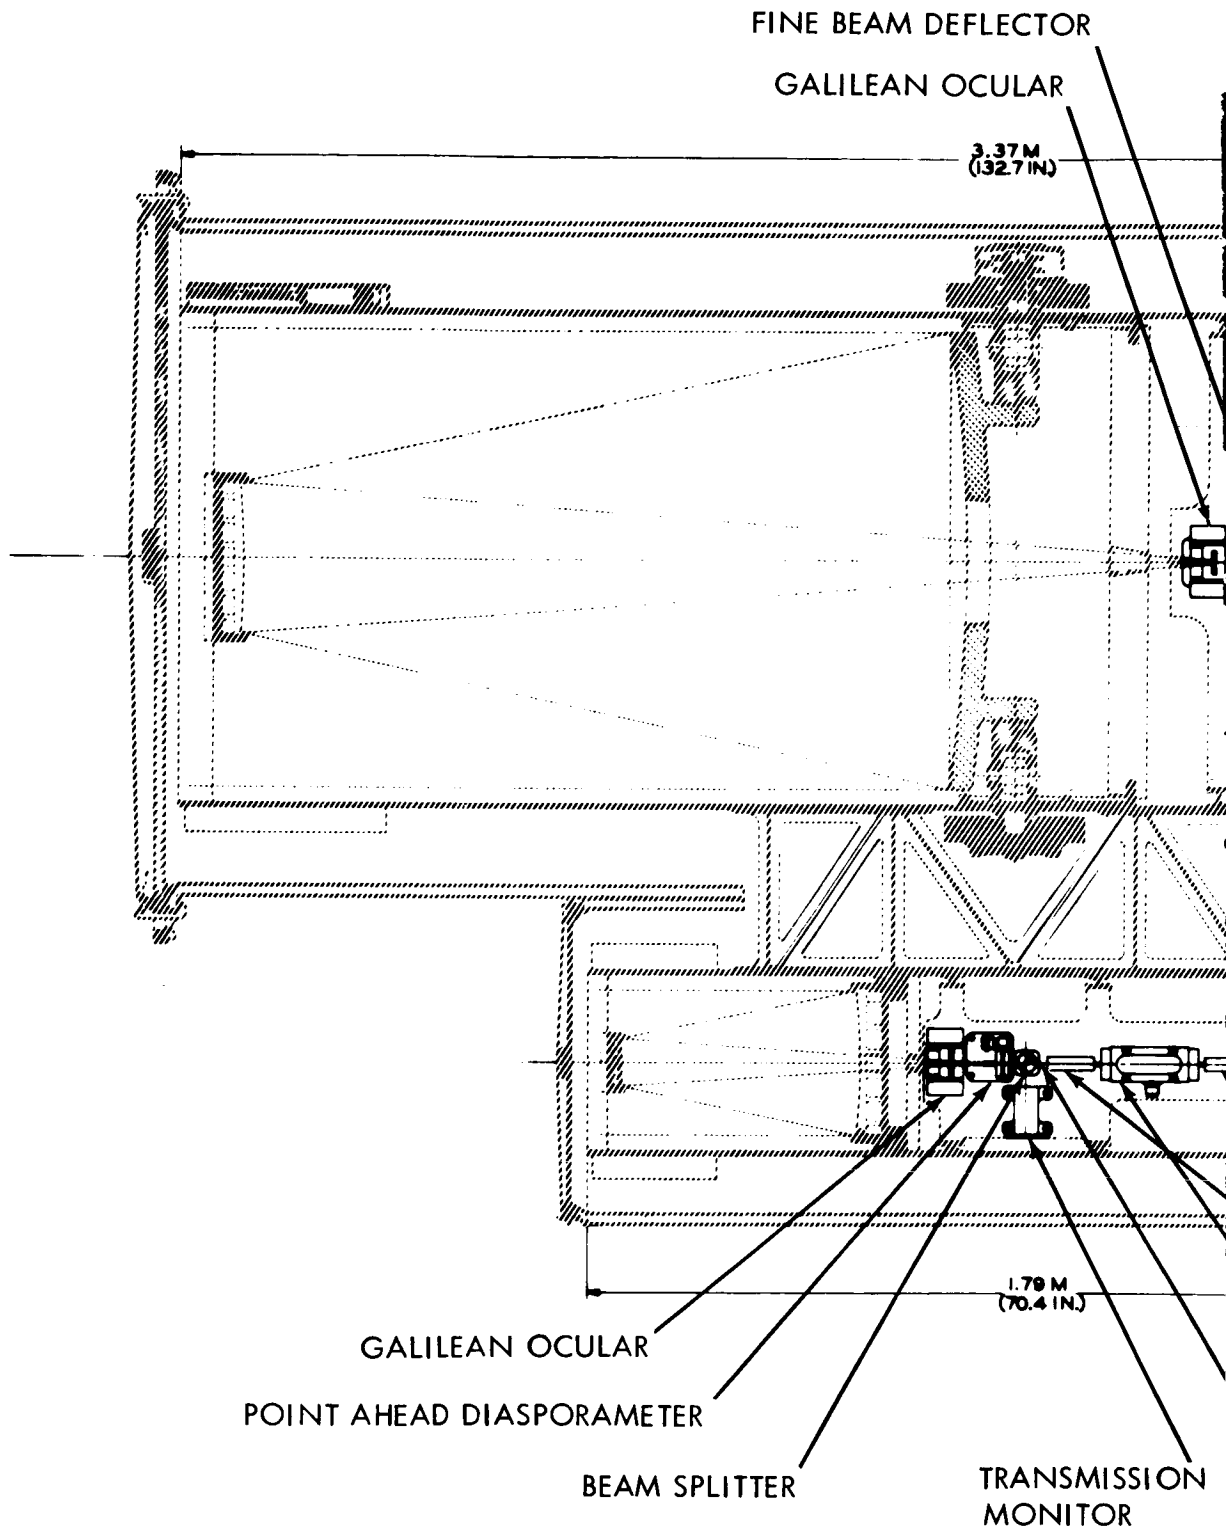 FINE BEAM DEFLECTOR
GALILEAN OCULAR
3.37 M
(132.7 IN.)
1.79 M
(70.4 IN.)
GALILEAN OCULAR
POINT AHEAD DIASPORAMETER
BEAM SPLITTER
TRANSMISSION
MONITOR